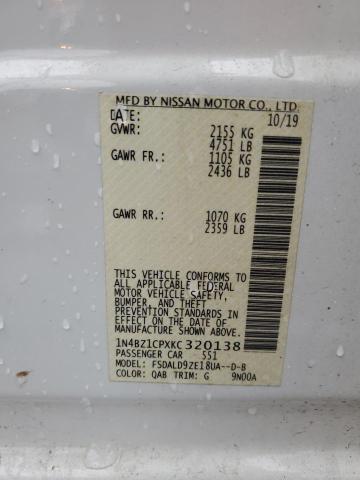 MFD BY NISSAN MOTOR CO., LTD.
DATE: 10/19
GVWR: 2155 KG
4751 LB
GAWR FR.: 1105 KG
2436 LB
GAWR RR.: 1070 KG
2359 LB
THIS VEHICLE CONFORMS TO
ALL APPLICABLE FEDERAL
MOTOR VEHICLE SAFETY,
BUMPER, AND THEFT
PREVENTION STANDARDS IN
EFFECT ON THE DATE OF
MANUFACTURE SHOWN ABOVE.
1N4BZ1CPXKC320138
PASSENGER CAR 551
MODEL: FSDALD9ZE18UA--D-B
COLOR: QAB TRIM: G 9N00A